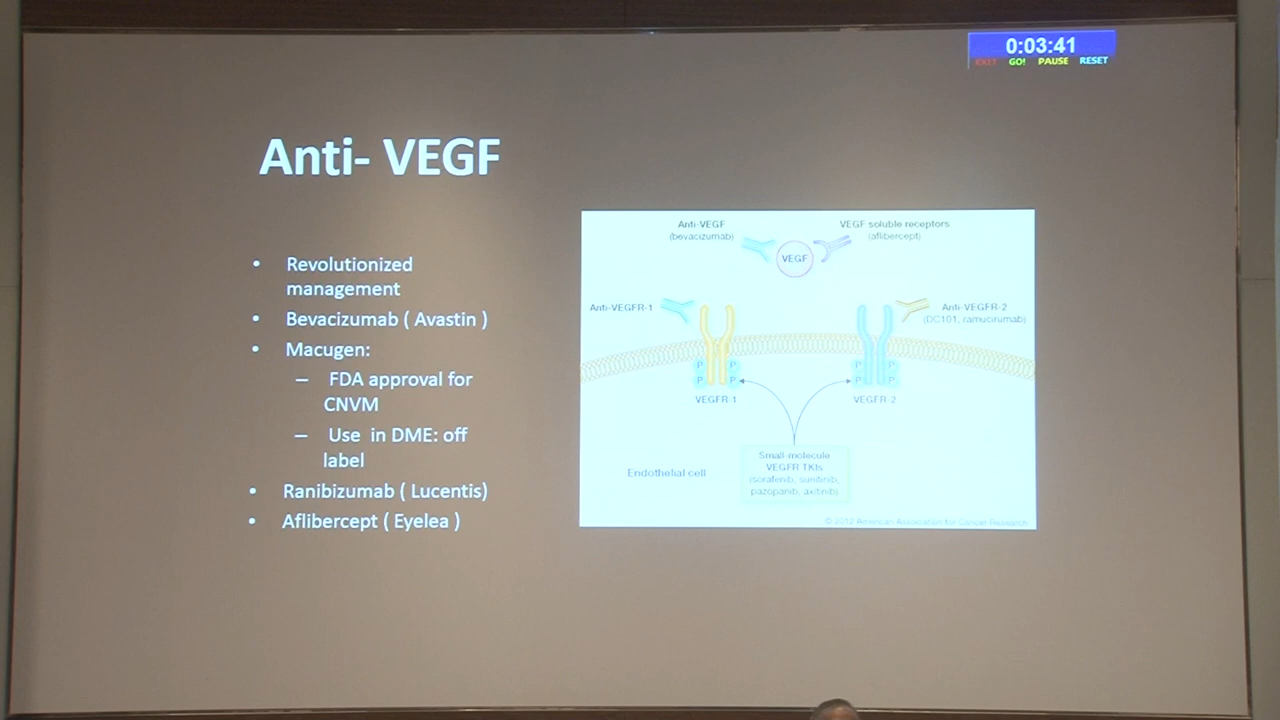 0:03:41
EXIT GO! PAUSE RESET
Anti- VEGF
• Revolutionized
management
• Bevacizumab ( Avastin )
• Macugen:
– FDA approval for
CNVM
– Use in DME: off
label
• Ranibizumab ( Lucentis)
• Aflibercept ( Eyelea )
Anti-VEGF
(bevacizumab)
VEGF soluble receptors
(aflibercept)
VEGF
Anti-VEGFR-1
Anti-VEGFR-2
(DC101, ramucirumab)
P P P P
P P P P
VEGFR-1
VEGFR-2
Small-molecule
VEGFR TKIs
(sorafenib, sunitinib,
pazopanib, axitinib)
Endothelial cell
© 2012 American Association for Cancer Research